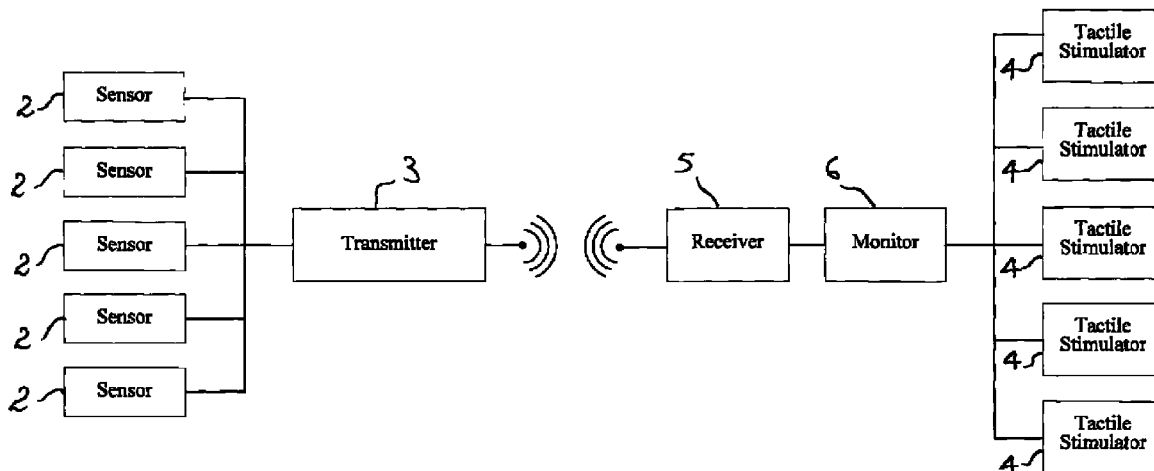 2 Sensor
2 Sensor
2 Sensor
2 Sensor
2 Sensor
3
Transmitter
5
Receiver
6
Monitor
Tactile
Stimulator
4
Tactile
Stimulator
4
Tactile
Stimulator
4
Tactile
Stimulator
4
Tactile
Stimulator
4